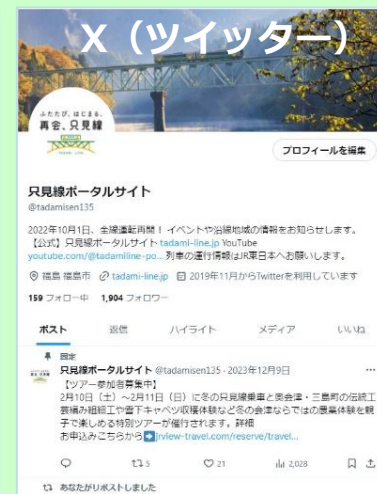 X（ツイッター）
ふたたび、はじまる。
再会、只見線
TADAMI LINE
プロフィールを編集
只見線ポータルサイト
@tadamisen135
2022年10月1日、全線運転再開！ イベントや沿線地域の情報をお知らせします。
【公式】只見線ポータルサイト tadami-line.jp YouTube
youtube.com/@tadamiline-po... 列車の運行情報はJR東日本へお願いします。
福島 福島市 tadami-line.jp 2019年11月からTwitterを利用しています
159 フォロー中 1,904 フォロワー
ポスト 返信 ハイライト メディア いいね
固定
只見線ポータルサイト @tadamisen135 · 2023年12月9日 ...
【ツアー参加者募集中】
2月10日（土）～2月11日（日）に冬の只見線乗車と奥会津・三島町の伝統工
芸編み組細工や雪下キャベツ収穫体験など冬の会津ならではの農業体験を親
子で楽しめる特別ツアーが催行されます。詳細
お申込みこちらから jrview-travel.com/reserve/travel...
5 21 2,028
あなたがリポストしました